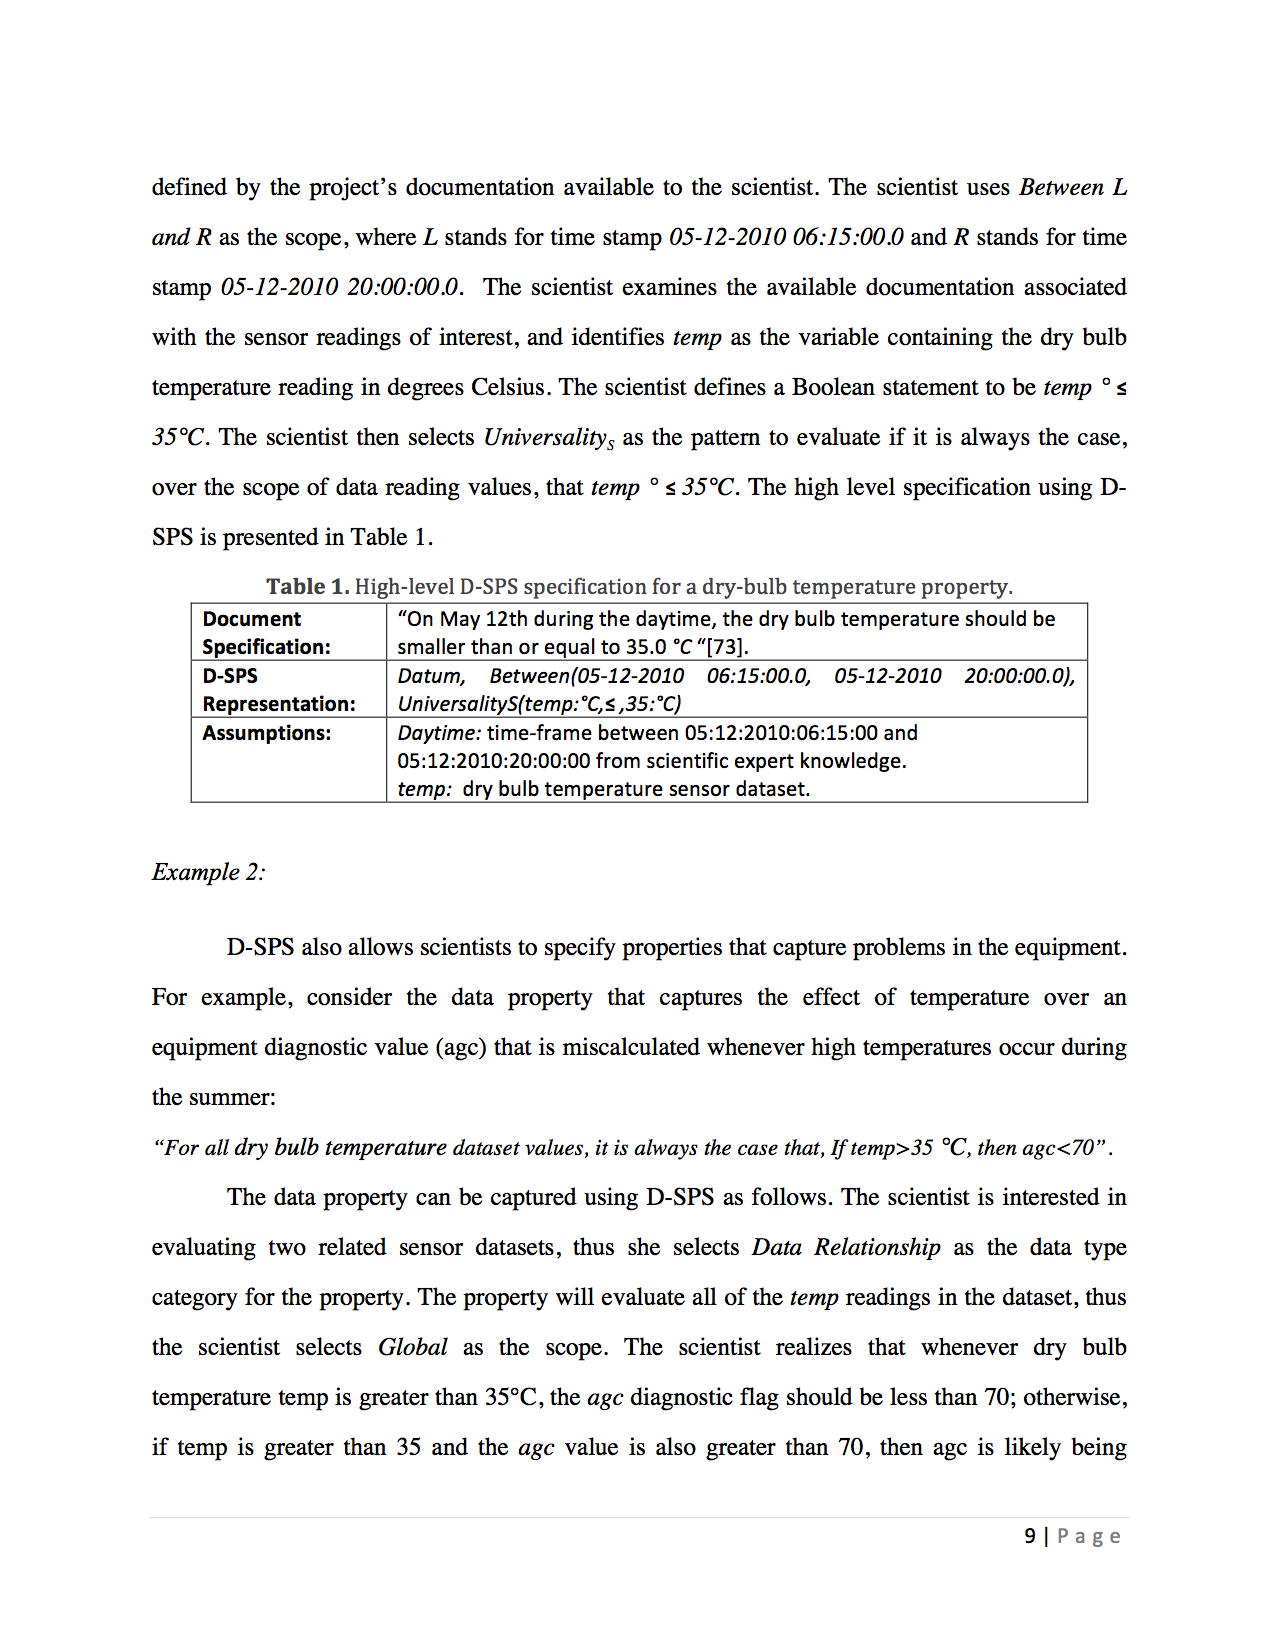 defined by the project’s documentation available to the scientist. The scientist uses Between L
and R as the scope, where L stands for time stamp 05-12-2010 06:15:00.0 and R stands for time
stamp 05-12-2010 20:00:00.0. The scientist examines the available documentation associated
with the sensor readings of interest, and identifies temp as the variable containing the dry bulb
temperature reading in degrees Celsius. The scientist defines a Boolean statement to be temp ° ≤
35°C. The scientist then selects Universality_S as the pattern to evaluate if it is always the case,
over the scope of data reading values, that temp ° ≤ 35°C. The high level specification using D-
SPS is presented in Table 1.
Table 1. High-level D-SPS specification for a dry-bulb temperature property.
Document
Specification:
“On May 12th during the daytime, the dry bulb temperature should be
smaller than or equal to 35.0 °C “[73].
D-SPS
Representation:
Datum, Between(05-12-2010 06:15:00.0, 05-12-2010 20:00:00.0),
UniversalityS(temp:°C,≤ ,35:°C)
Assumptions:
Daytime: time-frame between 05:12:2010:06:15:00 and
05:12:2010:20:00:00 from scientific expert knowledge.
temp: dry bulb temperature sensor dataset.
Example 2:
D-SPS also allows scientists to specify properties that capture problems in the equipment.
For example, consider the data property that captures the effect of temperature over an
equipment diagnostic value (agc) that is miscalculated whenever high temperatures occur during
the summer:
“For all dry bulb temperature dataset values, it is always the case that, If temp>35 °C, then agc<70”.
The data property can be captured using D-SPS as follows. The scientist is interested in
evaluating two related sensor datasets, thus she selects Data Relationship as the data type
category for the property. The property will evaluate all of the temp readings in the dataset, thus
the scientist selects Global as the scope. The scientist realizes that whenever dry bulb
temperature temp is greater than 35°C, the agc diagnostic flag should be less than 70; otherwise,
if temp is greater than 35 and the agc value is also greater than 70, then agc is likely being
9 | Page